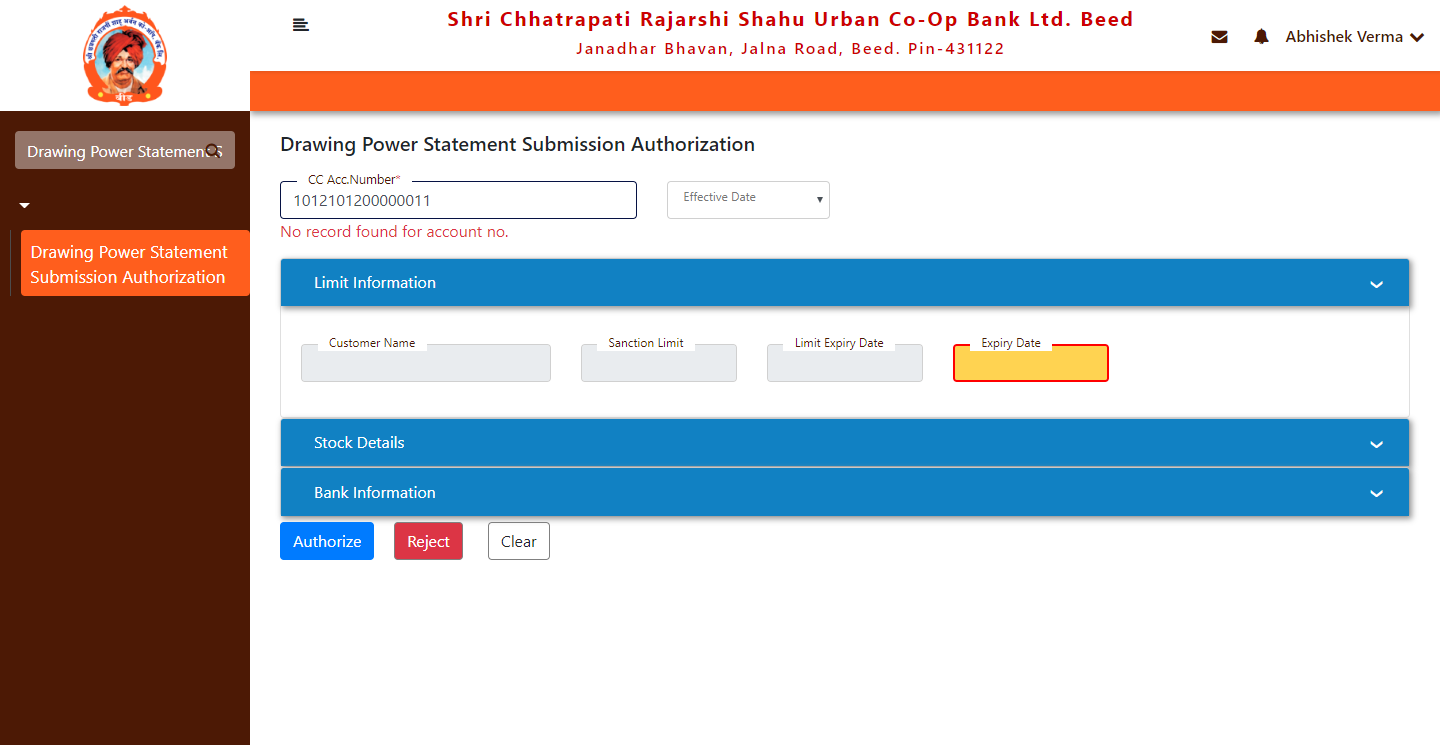 Shri Chhatrapati Rajarshi Shahu Urban Co-Op Bank Ltd. Beed
Janadhar Bhavan, Jalna Road, Beed. Pin-431122
Abhishek Verma
बीड
Drawing Power Statement S
Drawing Power Statement
Submission Authorization
Drawing Power Statement Submission Authorization
CC Acc.Number*
1012101200000011
Effective Date
No record found for account no.
Limit Information
Customer Name
Sanction Limit
Limit Expiry Date
Expiry Date
Stock Details
Bank Information
Authorize
Reject
Clear